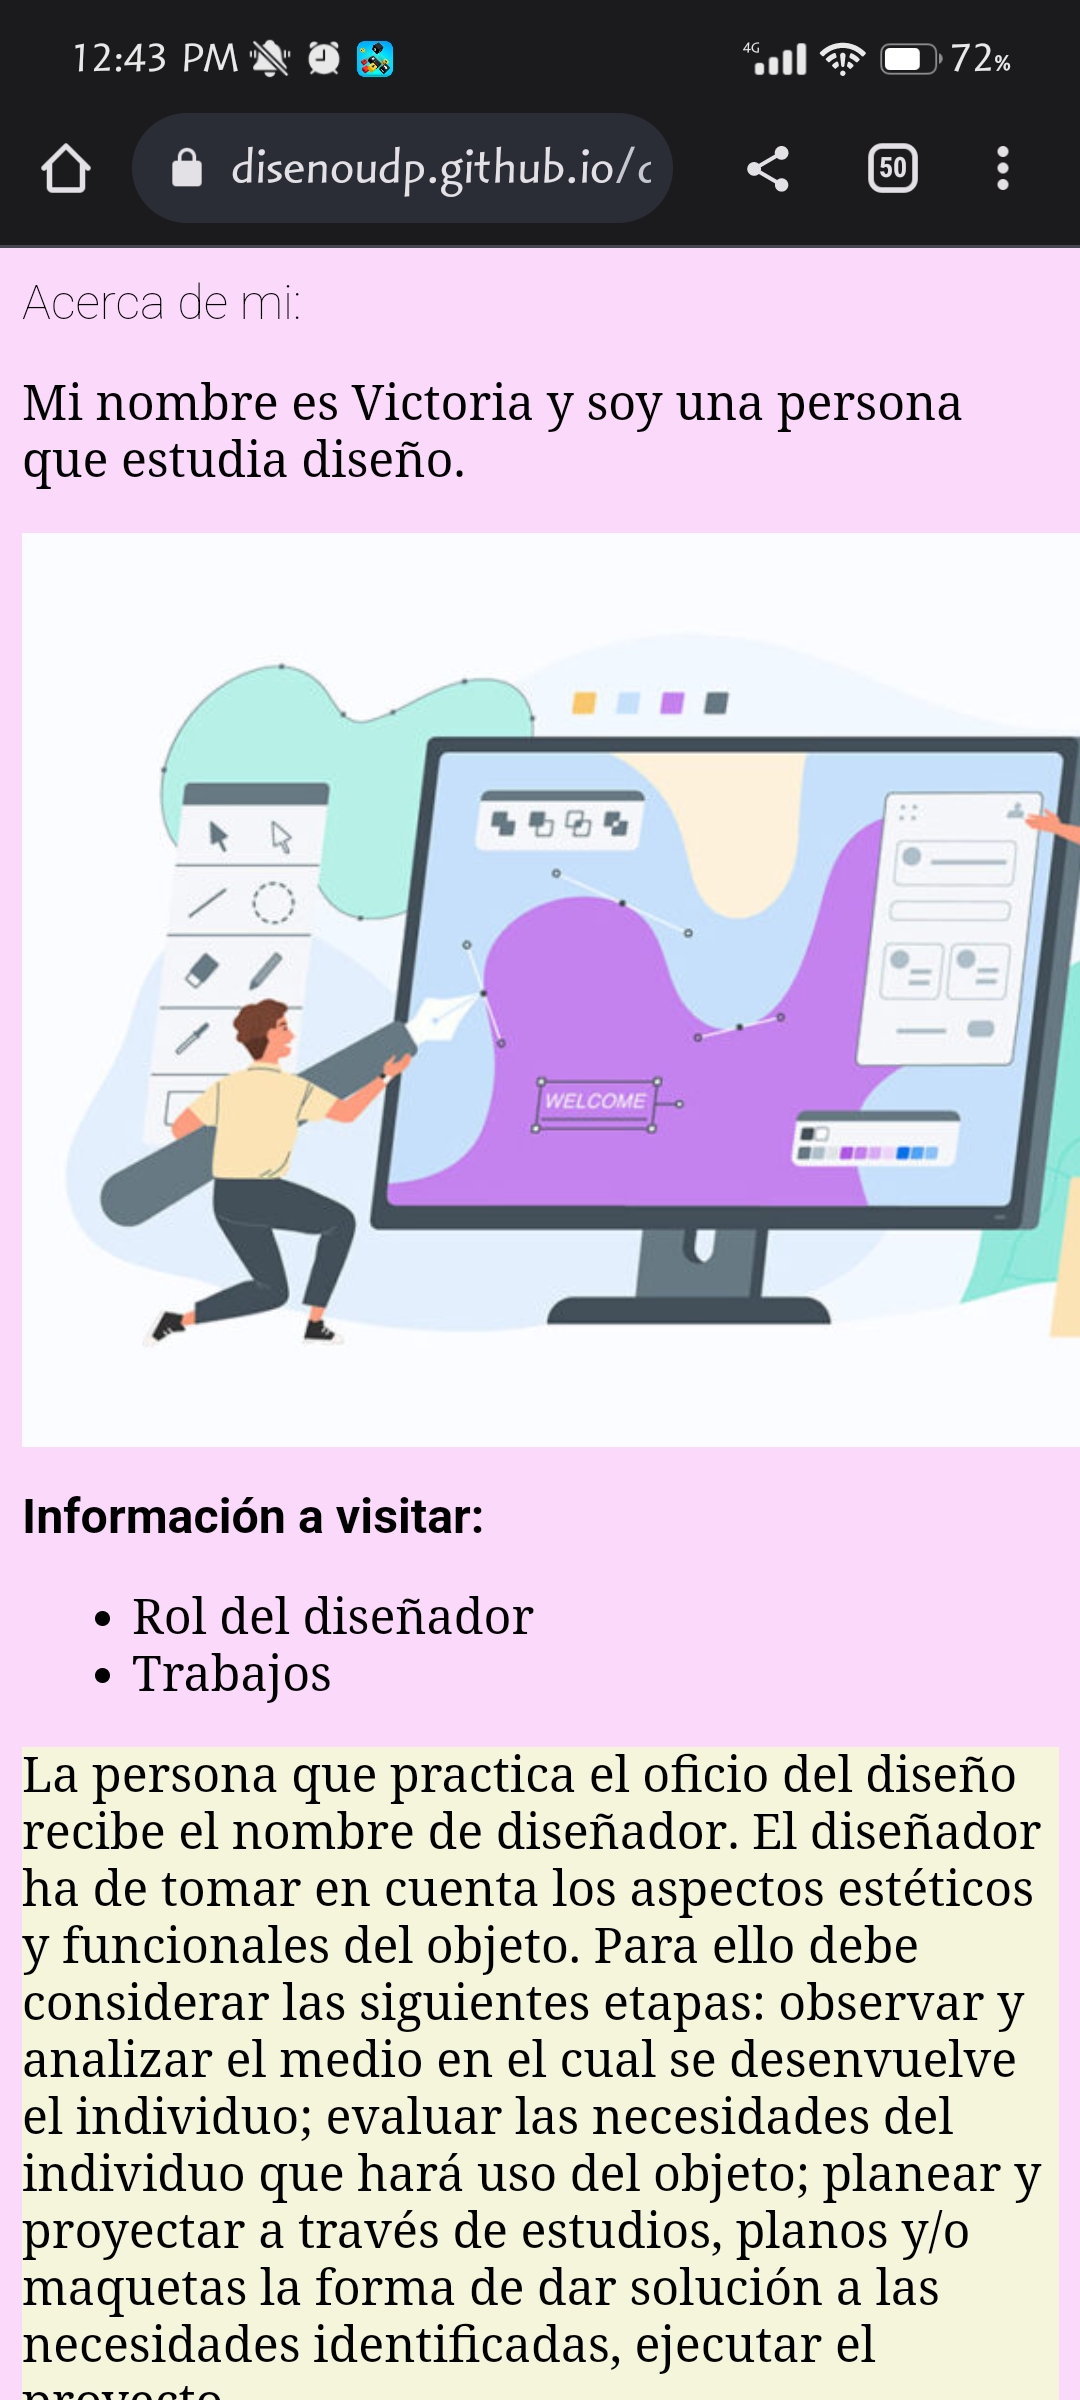 12:43 PM
4G
72%
disenoudp.github.io/c
50
Acerca de mi:
Mi nombre es Victoria y soy una persona
que estudia diseño.
WELCOME
Información a visitar:
Rol del diseñador
Trabajos
La persona que practica el oficio del diseño
recibe el nombre de diseñador. El diseñador
ha de tomar en cuenta los aspectos estéticos
y funcionales del objeto. Para ello debe
considerar las siguientes etapas: observar y
analizar el medio en el cual se desenvuelve
el individuo; evaluar las necesidades del
individuo que hará uso del objeto; planear y
proyectar a través de estudios, planos y/o
maquetas la forma de dar solución a las
necesidades identificadas, ejecutar el
proyecto